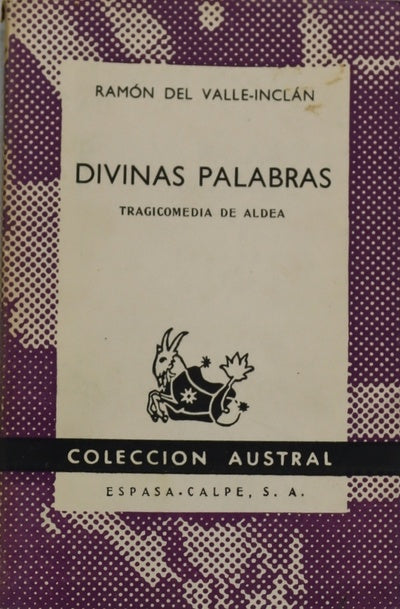 RAMÓN DEL VALLE-INCLÁN
DIVINAS PALABRAS
TRAGICOMEDIA DE ALDEA
COLECCION AUSTRAL
ESPASA-CALPE, S. A.